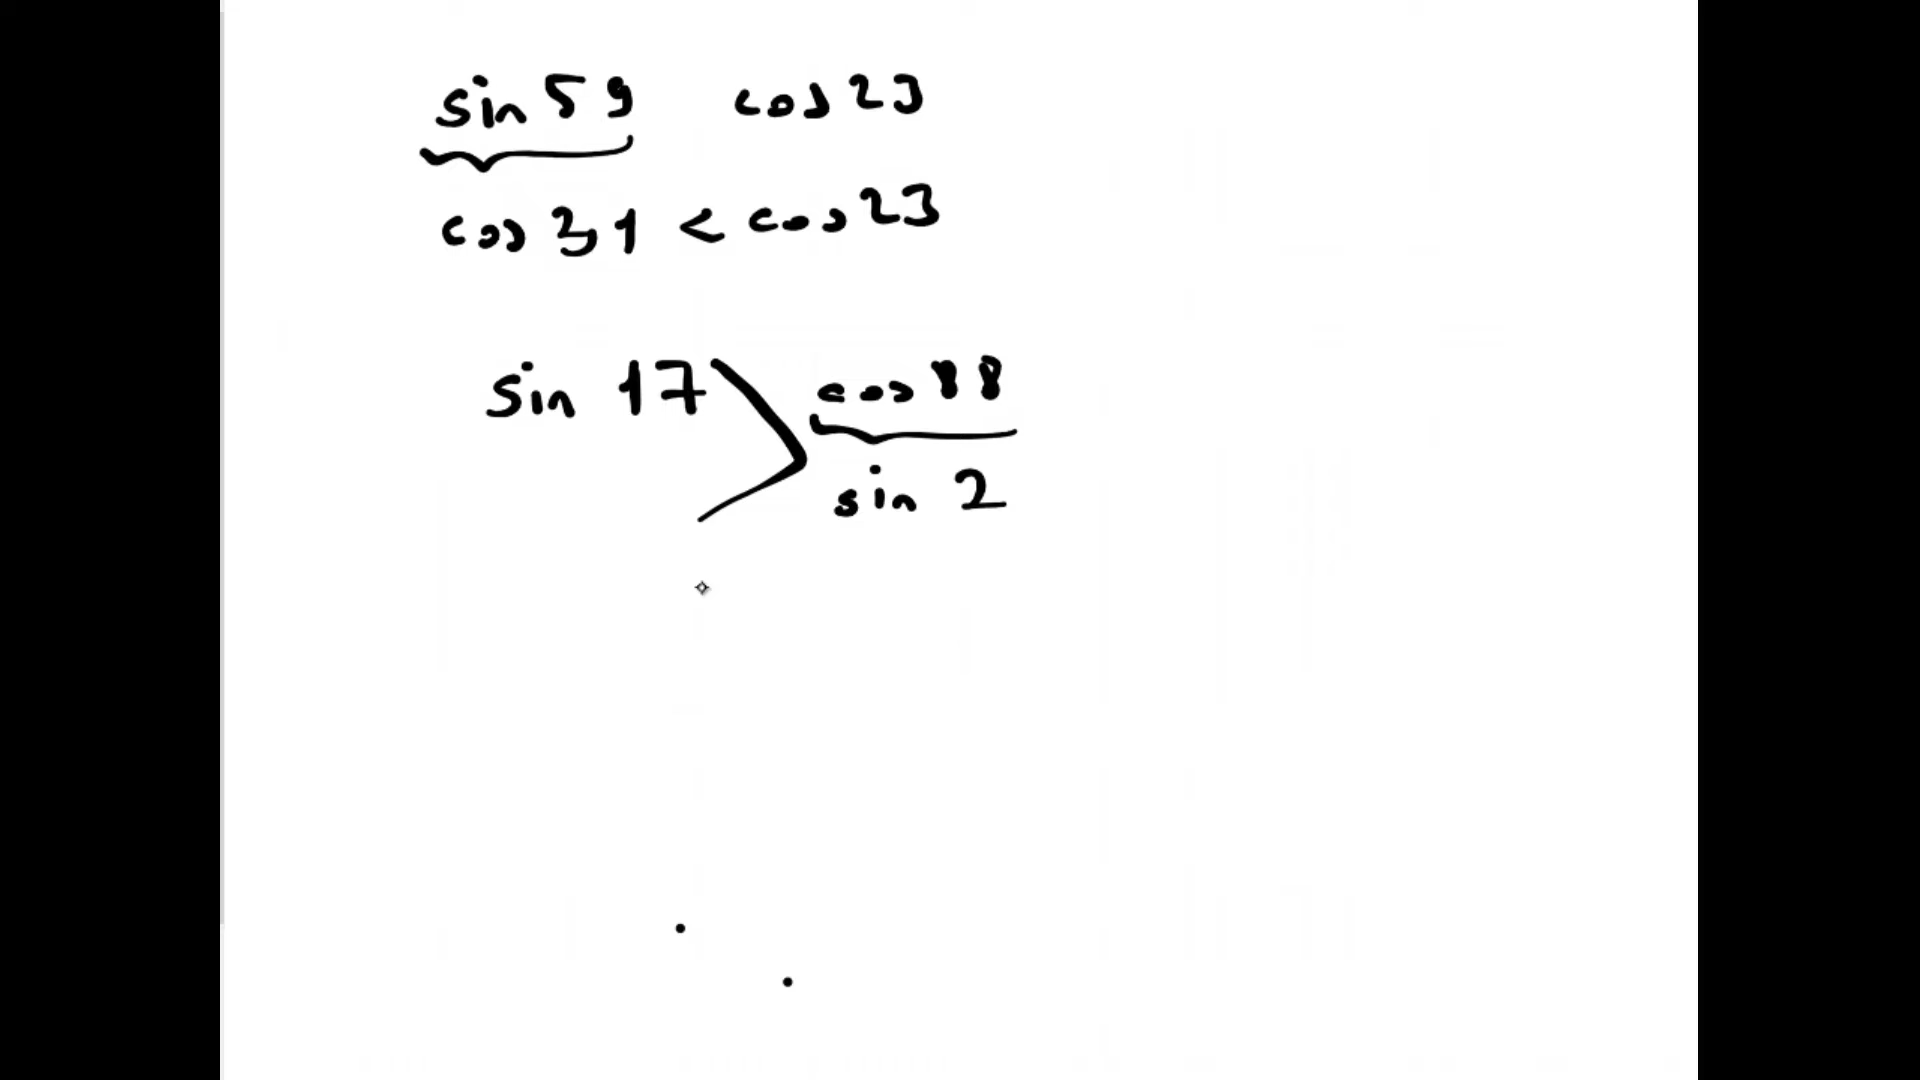 sin 59 cos 23
cos 31 < cos 23
sin 17 > cos 88
sin 2